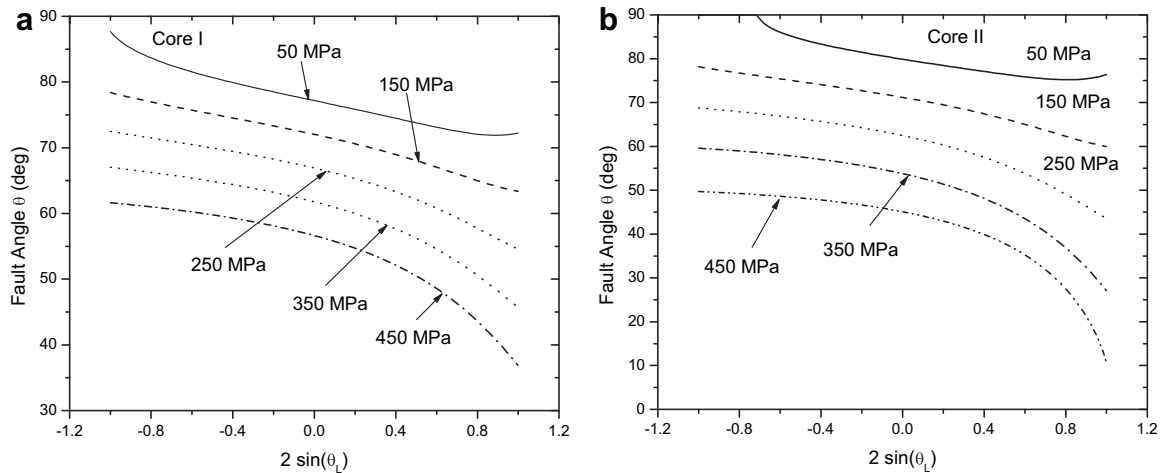 a
Core I
50 MPa
150 MPa
250 MPa
350 MPa
450 MPa
Fault Angle θ (deg)
90
80
70
60
50
40
30
-1.2
-0.8
-0.4
0.0
0.4
0.8
1.2
2 sin(θL)
b
Core II
50 MPa
150 MPa
250 MPa
350 MPa
450 MPa
Fault Angle θ (deg)
90
80
70
60
50
40
30
20
10
0
-1.2
-0.8
-0.4
0.0
0.4
0.8
1.2
2 sin(θL)